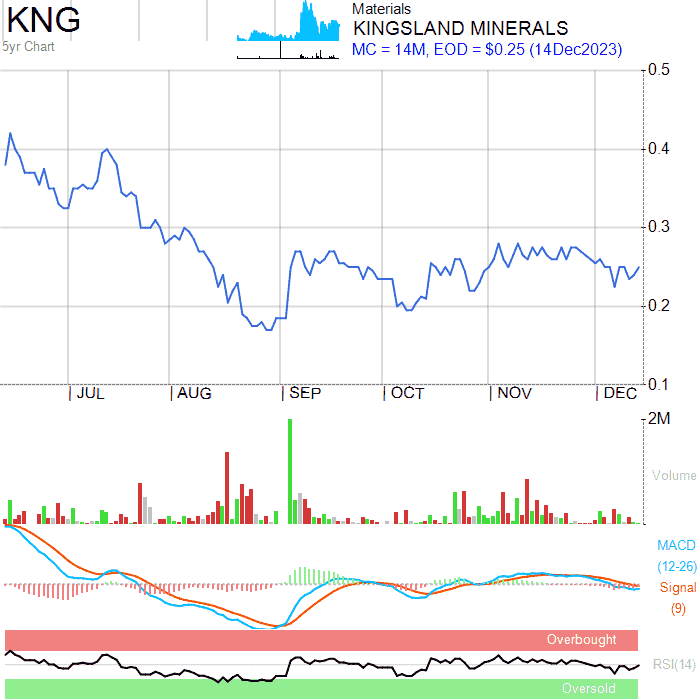 KNG
5yr Chart
Materials
KINGSLAND MINERALS
MC = 14M, EOD = $0.25 (14Dec2023)
0.5
0.4
0.3
0.2
0.1
JUL AUG SEP OCT NOV DEC
2M
Volume
MACD
(12-26)
Signal
(9)
Overbought
RSI(14)
Oversold